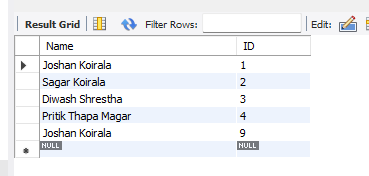 Result Grid Filter Rows: Edit:
Name ID
Joshan Koirala 1
Sagar Koirala 2
Diwash Shrestha 3
Pritik Thapa Magar 4
Joshan Koirala 9
NULL NULL